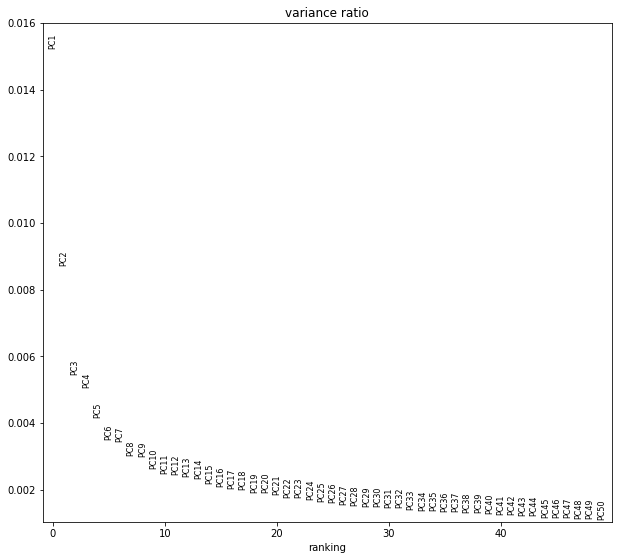 variance ratio
0.016
0.014
0.012
0.010
0.008
0.006
0.004
0.002
PC1
PC2
PC3
PC4
PC5
PC6
PC7
PC8
PC9
PC10
PC11
PC12
PC13
PC14
PC15
PC16
PC17
PC18
PC19
PC20
PC21
PC22
PC23
PC24
PC25
PC26
PC27
PC28
PC29
PC30
PC31
PC32
PC33
PC34
PC35
PC36
PC37
PC38
PC39
PC40
PC41
PC42
PC43
PC44
PC45
PC46
PC47
PC48
PC49
PC50
0 10 20 30 40
ranking